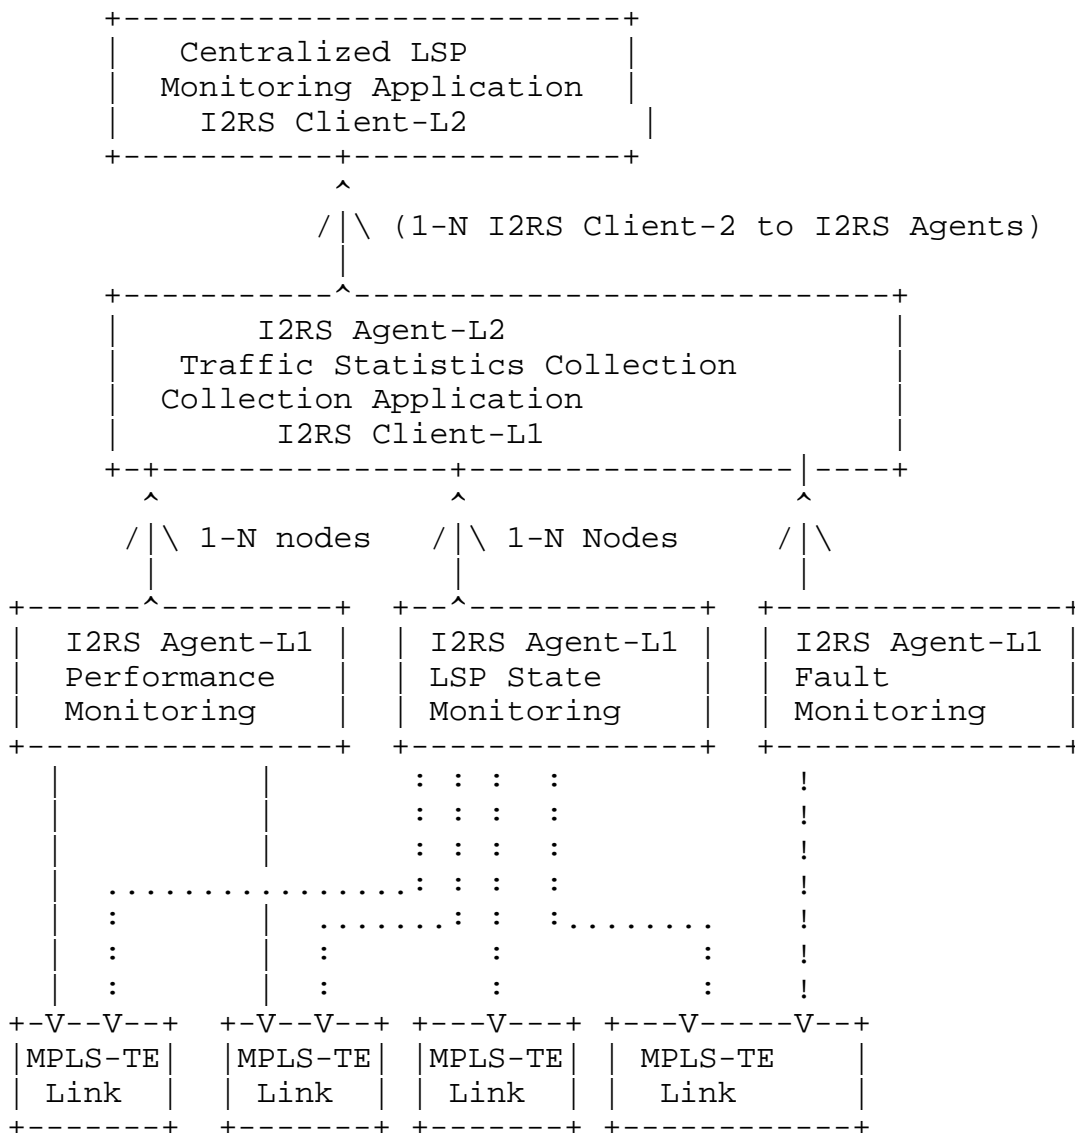 Centralized LSP
Monitoring Application
I2RS Client-L2
(1-N I2RS Client-2 to I2RS Agents)
I2RS Agent-L2
Traffic Statistics Collection
Collection Application
I2RS Client-L1
1-N nodes 1-N Nodes
I2RS Agent-L1 I2RS Agent-L1 I2RS Agent-L1
Performance LSP State Fault
Monitoring Monitoring Monitoring
V V V V V V V
MPLS-TE MPLS-TE MPLS-TE MPLS-TE
Link Link Link Link